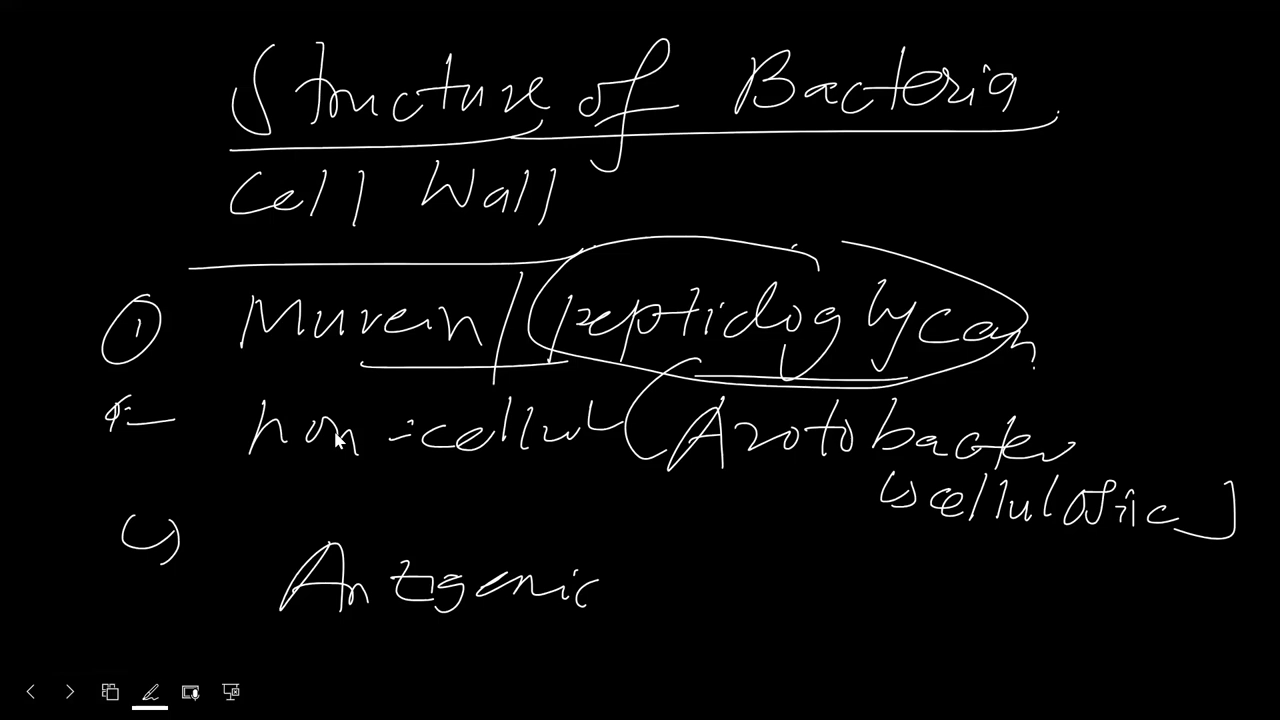 Structure of Bacteria
Cell Wall
① Murein/peptidoglycan
non-cellul (Azotobacter
↳ cellulosic]
↳ Antigenic